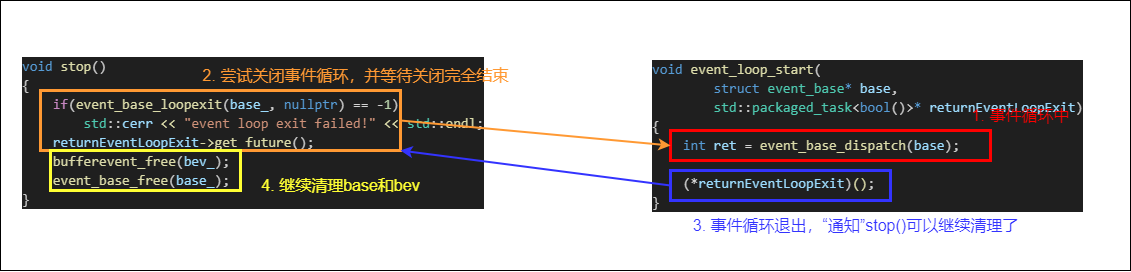 void stop()
2. 尝试关闭事件循环，并等待关闭完全结束
{
if(event_base_loopexit(base_, nullptr) == -1)
std::cerr << "event loop exit failed!" << std::endl;
returnEventLoopExit->get_future();
bufferevent_free(bev_);
event_base_free(base_);
4. 继续清理base和bev
}
void event_loop_start(
struct event_base* base,
std::packaged_task<bool()>* returnEventLoopExit)
1. 事件循环中
{
int ret = event_base_dispatch(base);
(*returnEventLoopExit)();
}
3. 事件循环退出，“通知”stop()可以继续清理了